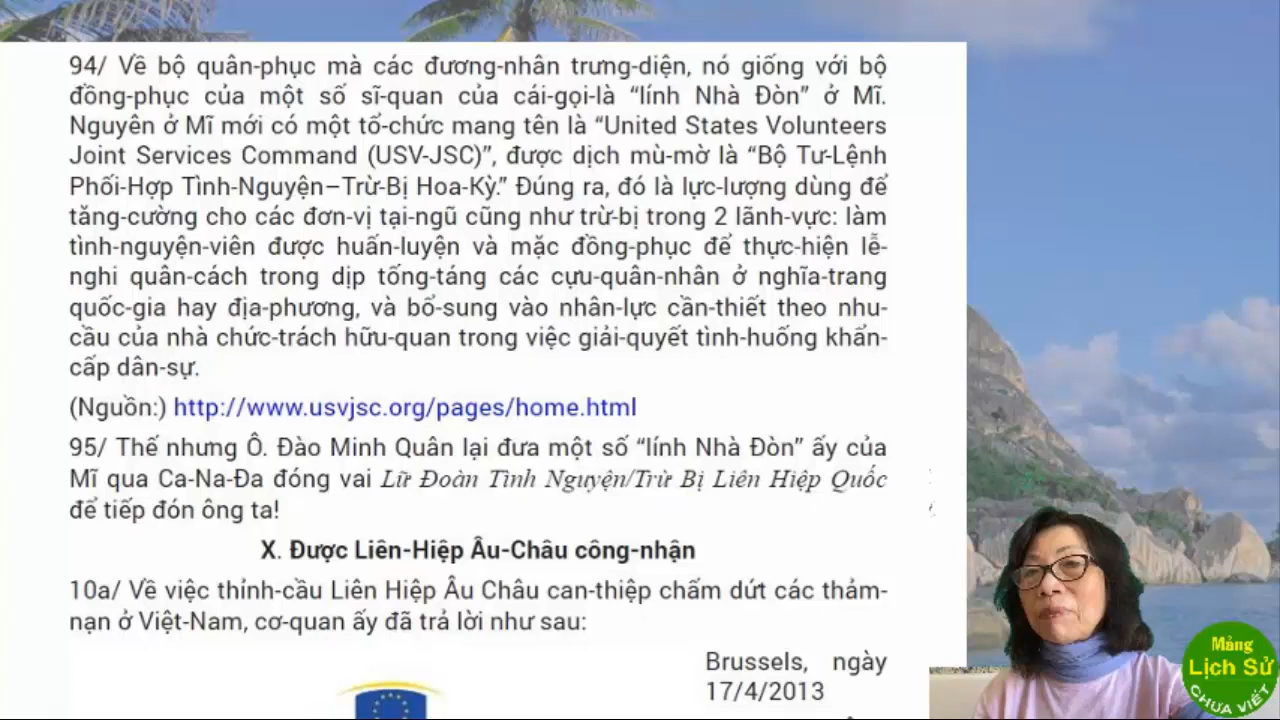 94/ Về bộ quân-phục mà các đương-nhân trưng-diện, nó giống với bộ
đồng-phục của một số sĩ-quan của cái-gọi-là “lính Nhà Đòn” ở Mĩ.
Nguyên ở Mĩ mới có một tổ-chức mang tên là “United States Volunteers
Joint Services Command (USV-JSC)”, được dịch mù-mờ là “Bộ Tư-Lệnh
Phối-Hợp Tình-Nguyện–Trừ-Bị Hoa-Kỳ.” Đúng ra, đó là lực-lượng dùng để
tăng-cường cho các đơn-vị tại-ngũ cũng như trừ-bị trong 2 lãnh-vực: làm
tình-nguyện-viên được huấn-luyện và mặc đồng-phục để thực-hiện lễ-
nghi quân-cách trong dịp tống-táng các cựu-quân-nhân ở nghĩa-trang
quốc-gia hay địa-phương, và bổ-sung vào nhân-lực cần-thiết theo nhu-
cầu của nhà chức-trách hữu-quan trong việc giải-quyết tình-huống khẩn-
cấp dân-sự.
(Nguồn:) http://www.usvjsc.org/pages/home.html
95/ Thế nhưng Ô. Đào Minh Quân lại đưa một số “lính Nhà Đòn” ấy của
Mĩ qua Ca-Na-Đa đóng vai Lữ Đoàn Tình Nguyện/Trừ Bị Liên Hiệp Quốc
để tiếp đón ông ta!
X. Được Liên-Hiệp Âu-Châu công-nhận
10a/ Về việc thỉnh-cầu Liên Hiệp Âu Châu can-thiệp chấm dứt các thảm-
nạn ở Việt-Nam, cơ-quan ấy đã trả lời như sau:
Brussels, ngày
17/4/2013
Mảng
Lịch Sử
CHƯA VIẾT